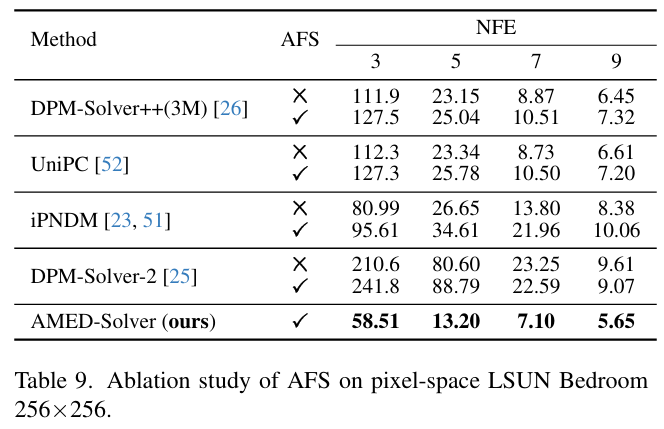 Method AFS NFE
3 5 7 9
DPM-Solver++(3M) [26] ✗ 111.9 23.15 8.87 6.45
✓ 127.5 25.04 10.51 7.32
UniPC [52] ✗ 112.3 23.34 8.73 6.61
✓ 127.3 25.78 10.50 7.20
iPNDM [23, 51] ✗ 80.99 26.65 13.80 8.38
✓ 95.61 34.61 21.96 10.06
DPM-Solver-2 [25] ✗ 210.6 80.60 23.25 9.61
✓ 241.8 88.79 22.59 9.07
AMED-Solver (ours) ✓ 58.51 13.20 7.10 5.65
Table 9. Ablation study of AFS on pixel-space LSUN Bedroom
256×256.